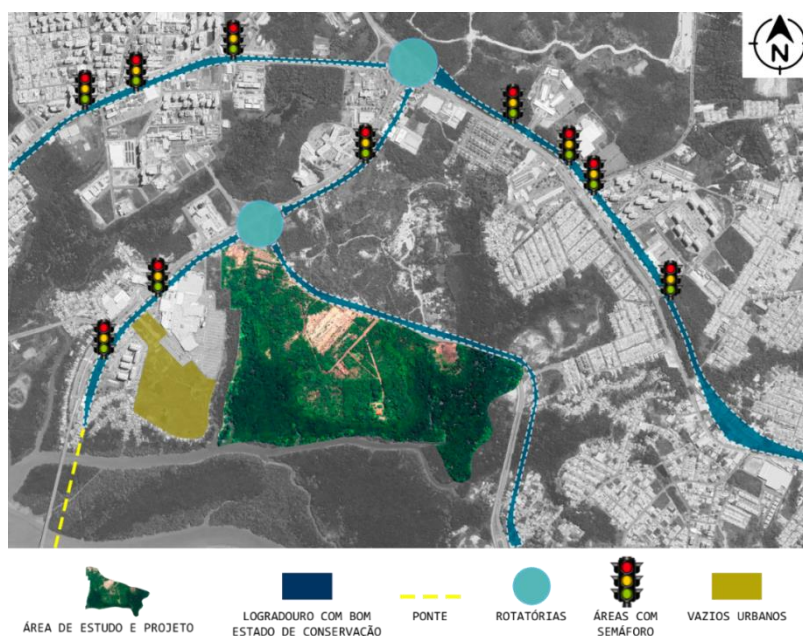 N
ÁREA DE ESTUDO E PROJETO
LOGRADOURO COM BOM
ESTADO DE CONSERVAÇÃO
PONTE
ROTATÓRIAS
ÁREAS COM
SEMÁFORO
VAZIOS URBANOS